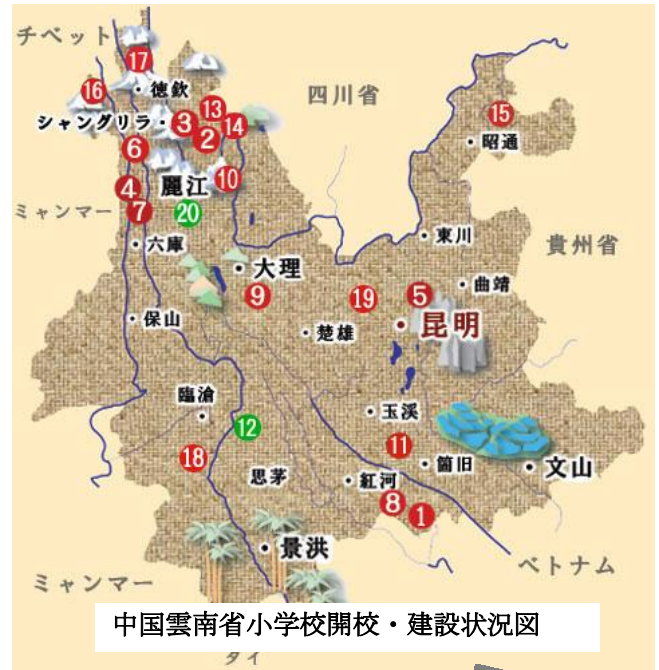 チベット
17
16
・徳欽
四川省
13
15
シャングリラ・
3
14
2
・昭通
6
10
4
麗江
ミャンマー
7
20
・六庫
・東川
貴州省
・大理
・曲靖
9
19
5
・保山
・楚雄
・昆明
臨滄
・
・玉溪
12
11
18
・箇旧
・文山
思茅
・紅河
8
1
・景洪
ベトナム
ミャンマー
中国雲南省小学校開校・建設状況図
タイ